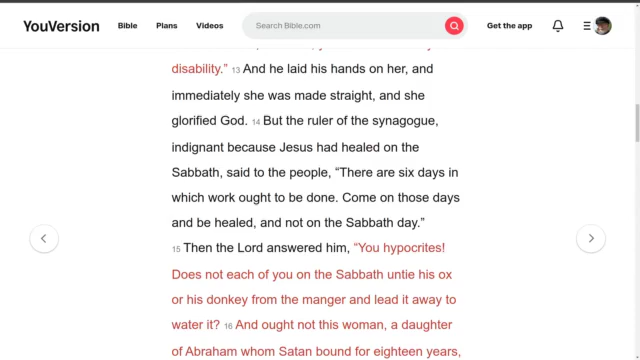 YouVersion Bible Plans Videos Search Bible.com Get the app
disability.” 13 And he laid his hands on her, and
immediately she was made straight, and she
glorified God. 14 But the ruler of the synagogue,
indignant because Jesus had healed on the
Sabbath, said to the people, “There are six days in
which work ought to be done. Come on those days
and be healed, and not on the Sabbath day.”
15 Then the Lord answered him, “You hypocrites!
Does not each of you on the Sabbath untie his ox
or his donkey from the manger and lead it away to
water it? 16 And ought not this woman, a daughter
of Abraham whom Satan bound for eighteen years,